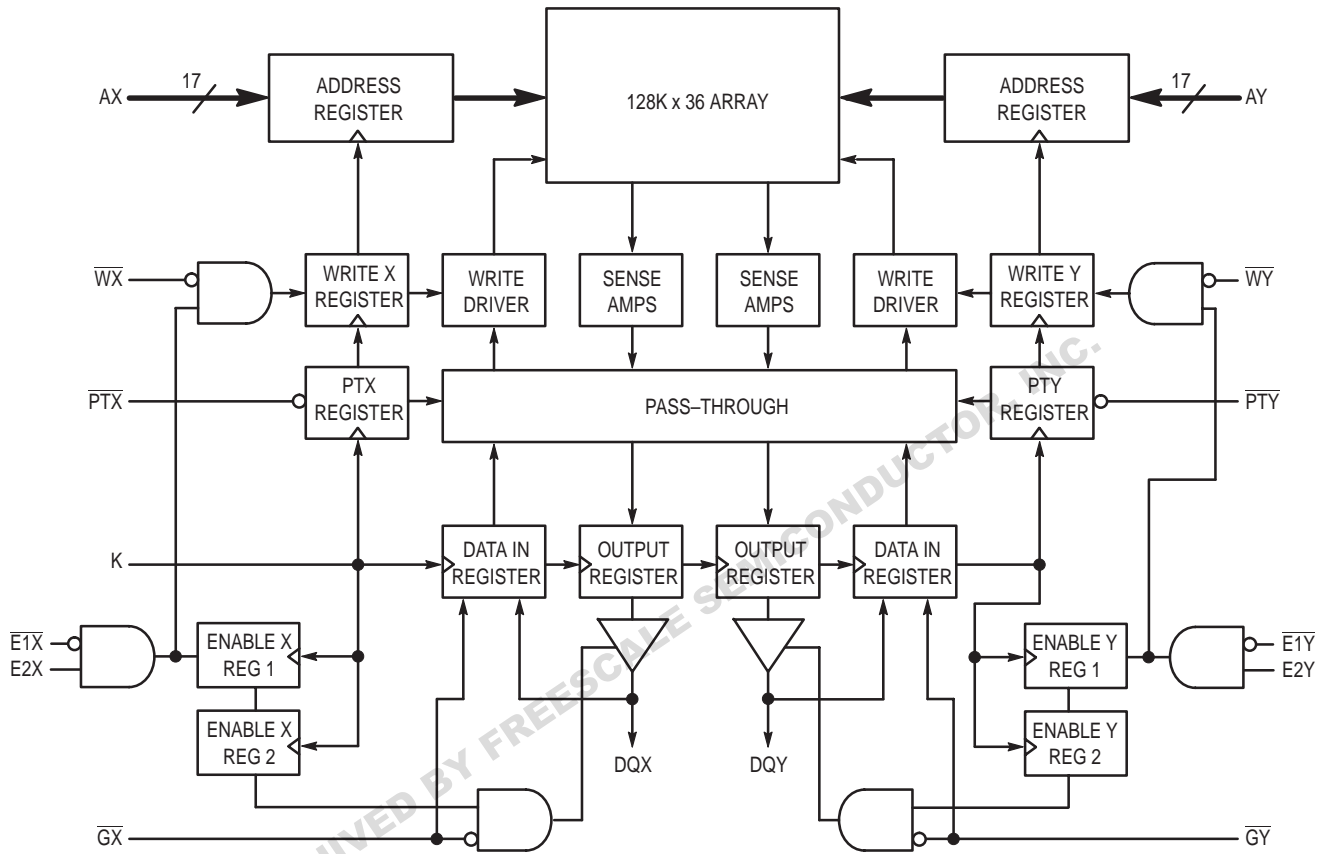 17
AX
ADDRESS
REGISTER
128K x 36 ARRAY
ADDRESS
REGISTER
17
AY
WX
WRITE X
REGISTER
WRITE
DRIVER
SENSE
AMPS
SENSE
AMPS
WRITE
DRIVER
WRITE Y
REGISTER
WY
PTX
PTX
REGISTER
PASS–THROUGH
PTY
REGISTER
PTY
K
DATA IN
REGISTER
OUTPUT
REGISTER
OUTPUT
REGISTER
DATA IN
REGISTER
E1X
E2X
ENABLE X
REG 1
ENABLE Y
REG 1
E1Y
E2Y
ENABLE X
REG 2
ENABLE Y
REG 2
DQX
DQY
GX
GY
BY FREESCALE SEMICONDUCTOR, INC.